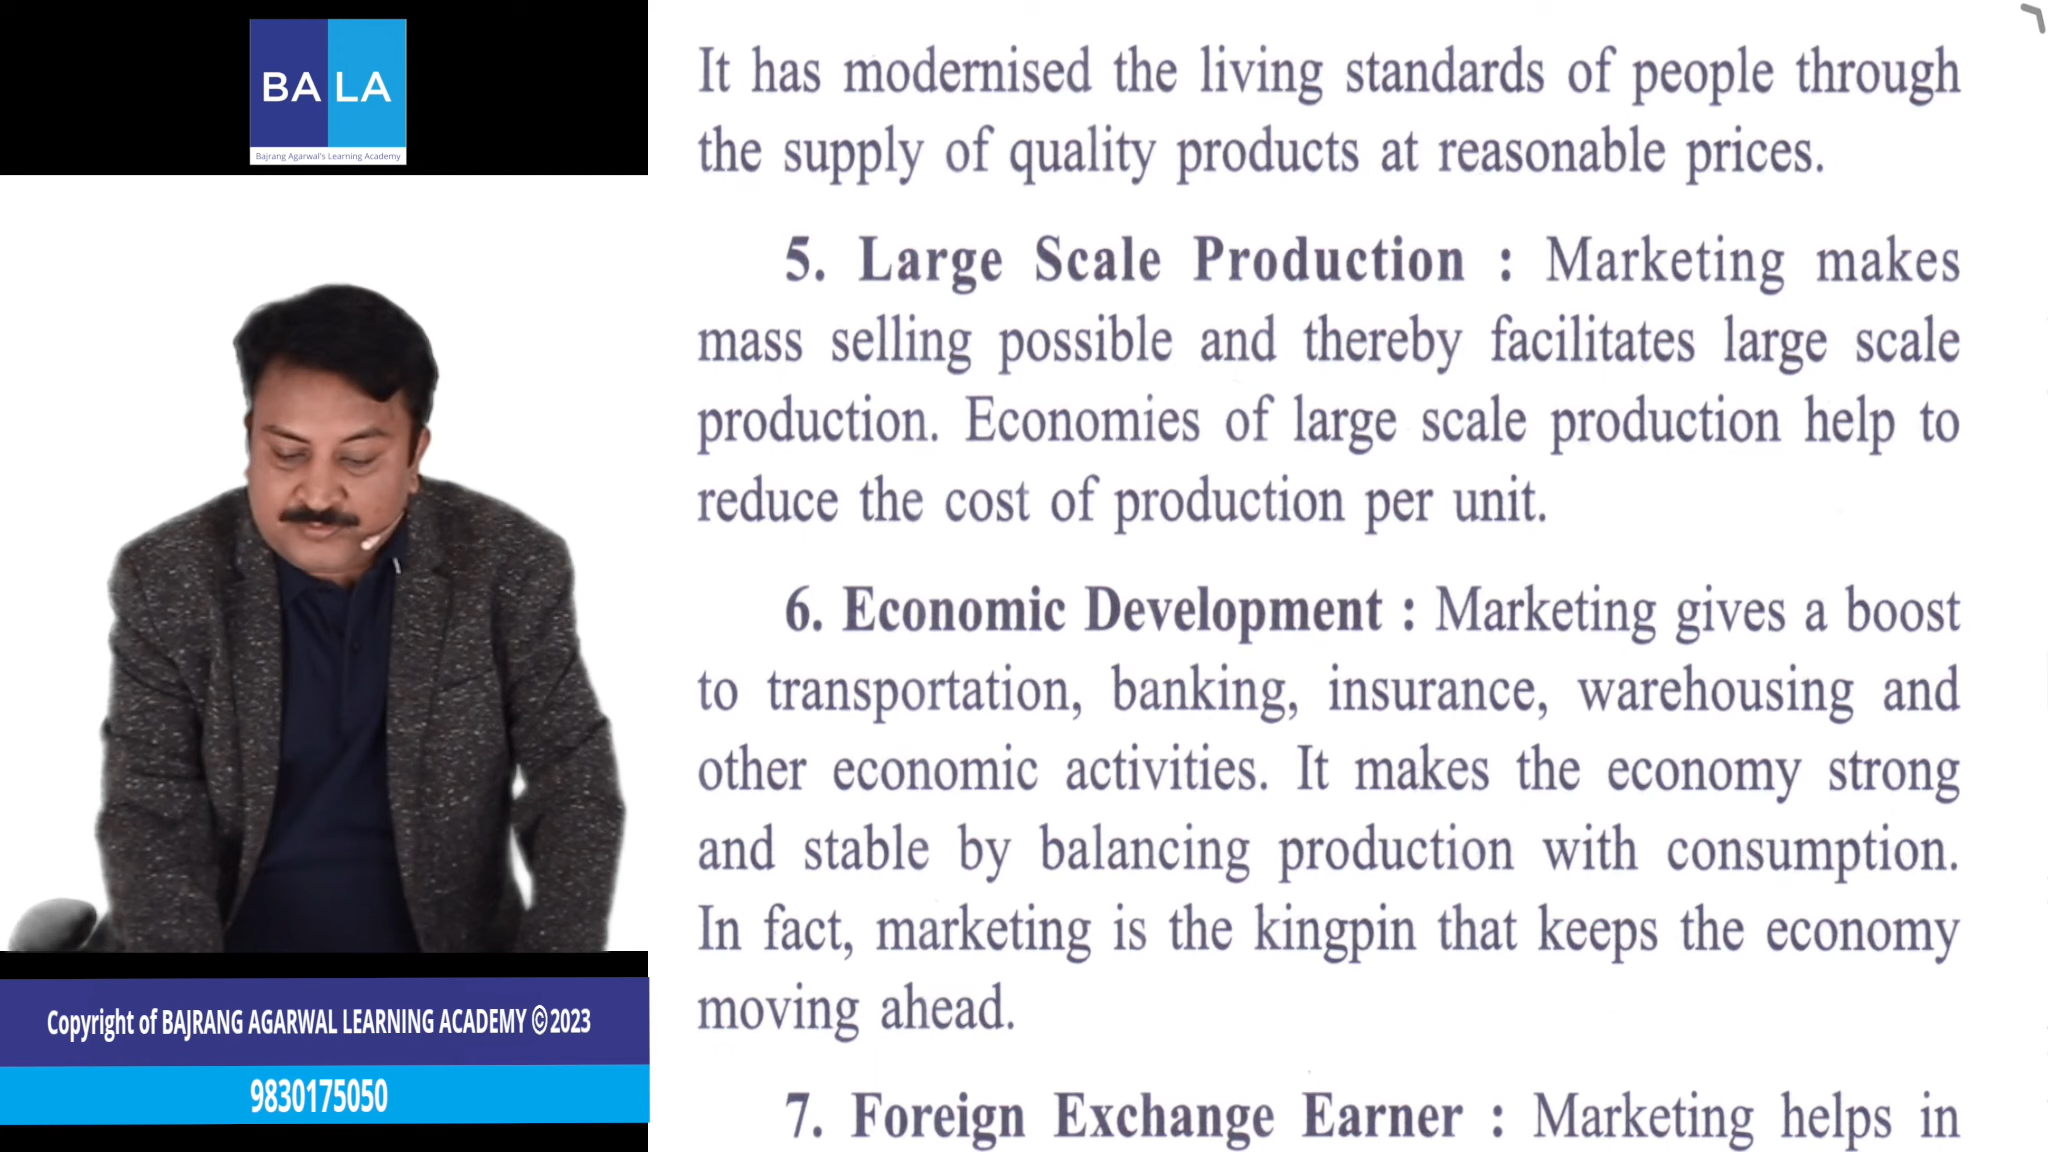 BALA
Bajrang Agarwal's Learning Academy
Copyright of BAJRANG AGARWAL LEARNING ACADEMY ©2023
9830175050
It has modernised the living standards of people through
the supply of quality products at reasonable prices.
5. Large Scale Production : Marketing makes
mass selling possible and thereby facilitates large scale
production. Economies of large scale production help to
reduce the cost of production per unit.
6. Economic Development : Marketing gives a boost
to transportation, banking, insurance, warehousing and
other economic activities. It makes the economy strong
and stable by balancing production with consumption.
In fact, marketing is the kingpin that keeps the economy
moving ahead.
7. Foreign Exchange Earner : Marketing helps in